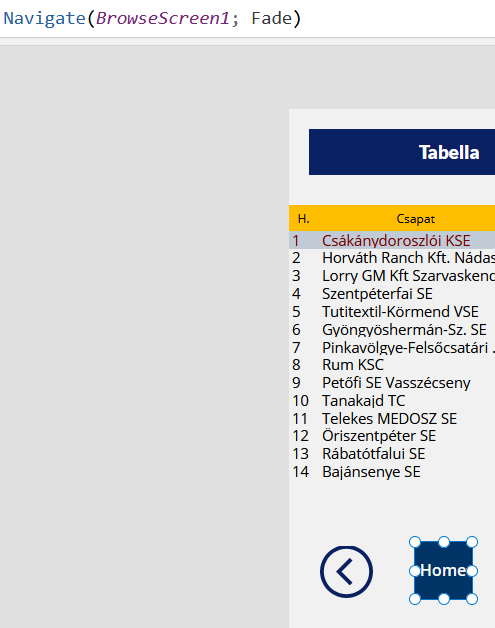 Navigate(BrowseScreen1; Fade)
Tabella
H. Csapat
1 Csákánydoroszlói KSE
2 Horváth Ranch Kft. Nádas
3 Lorry GM Kft Szarvaskend
4 Szentpéterfai SE
5 Tutitextil-Körmend VSE
6 Gyöngyöshermán-Sz. SE
7 Pinkavölgye-Felsőcsatári .
8 Rum KSC
9 Petőfi SE Vasszécseny
10 Tanakajd TC
11 Telekes MEDOSZ SE
12 Őriszentpéter SE
13 Rábatótfalui SE
14 Bajánsenye SE
Home